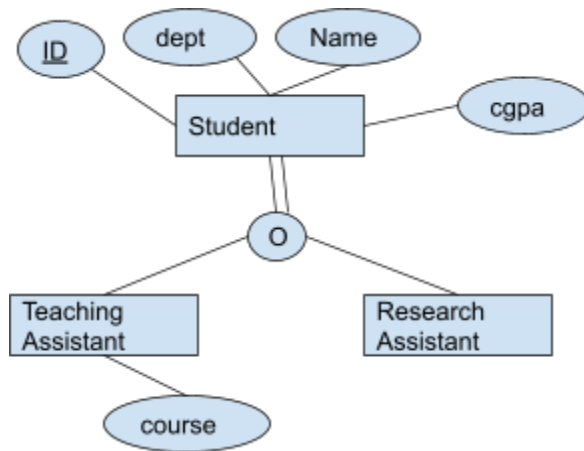 ID
dept
Name
Student
cgpa
O
Teaching
Assistant
Research
Assistant
course